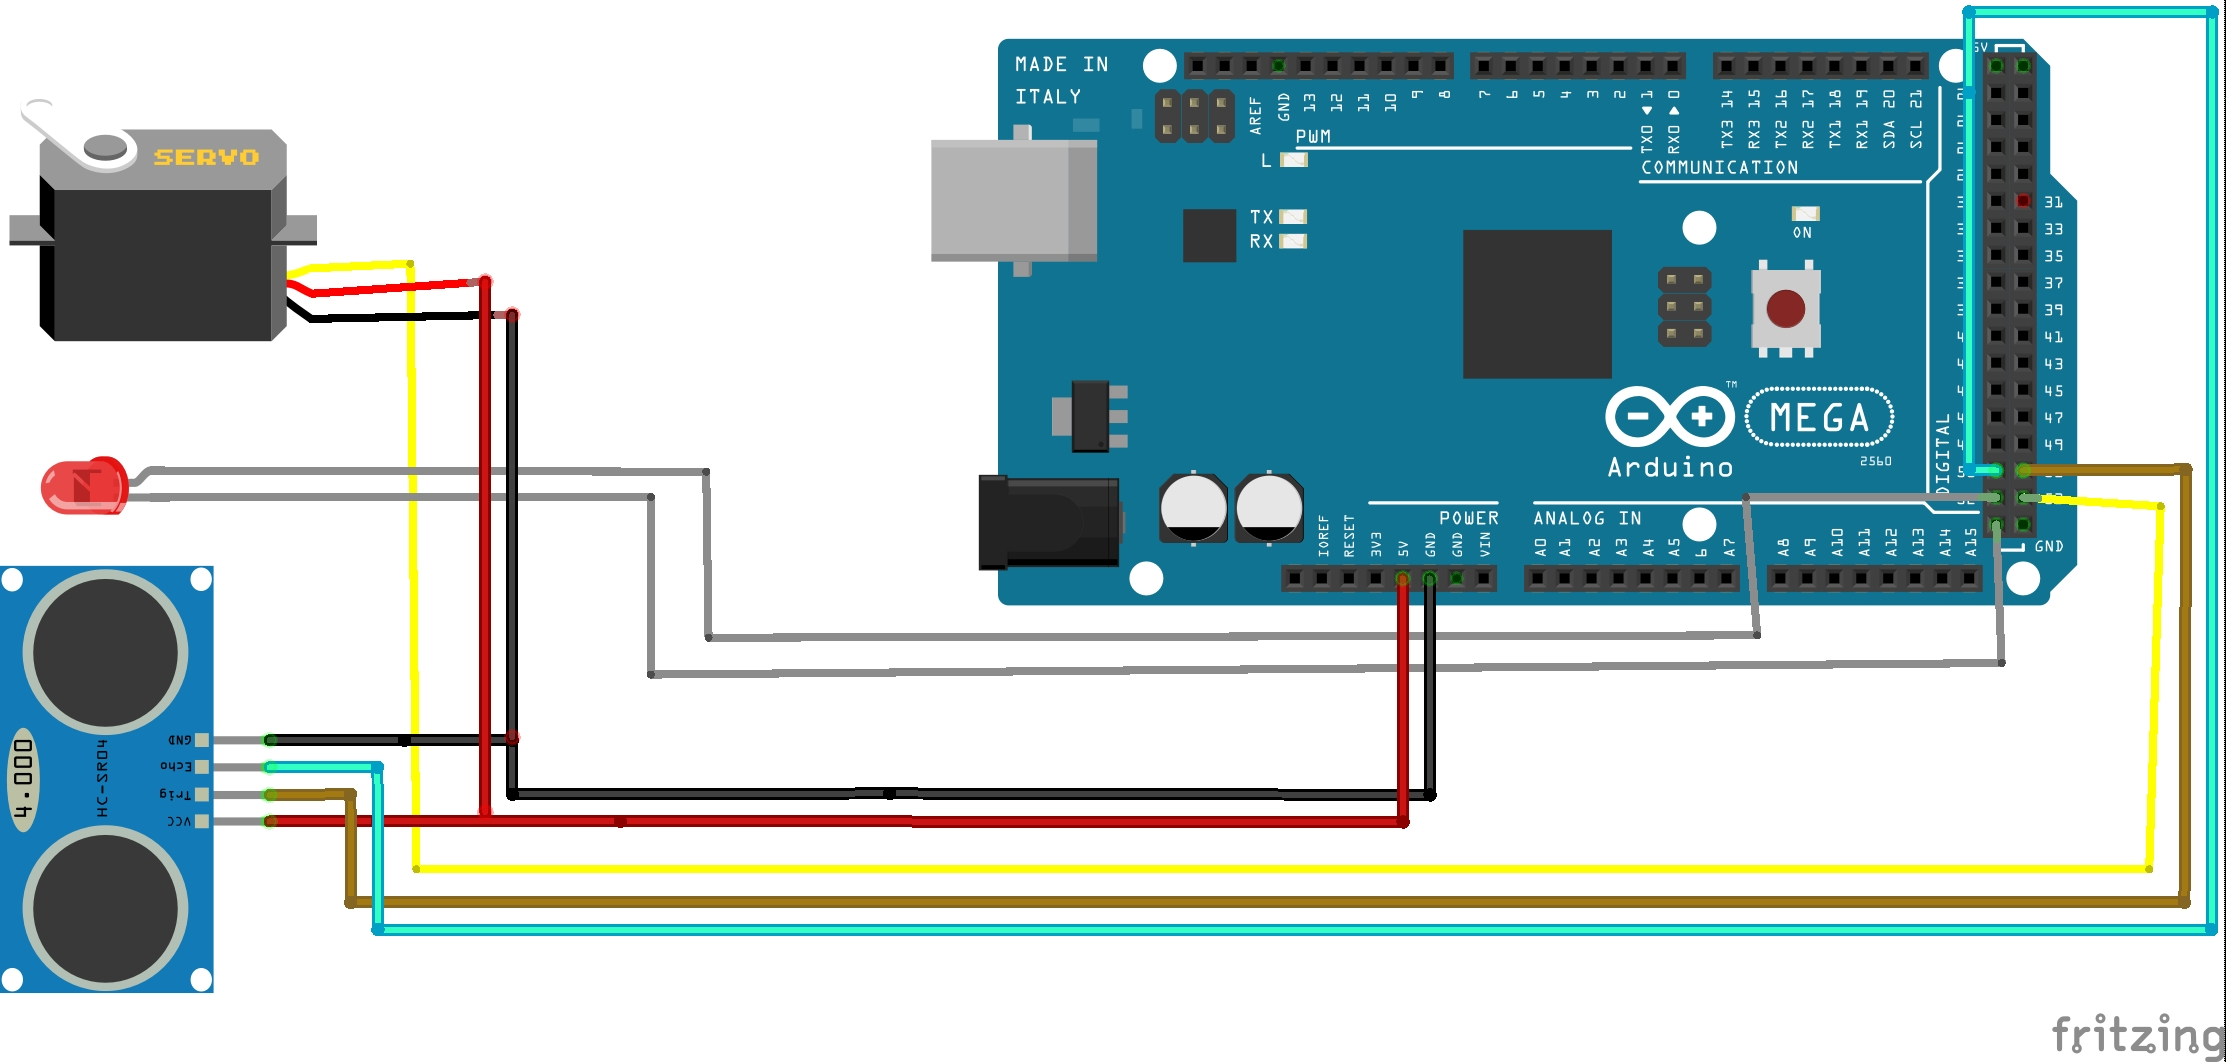 MADE IN
ITALY
AREF
GND
13
12
11
10
9
8
7
6
5
4
3
2
TX0 1
RX0 0
TX3 14
RX3 15
TX2 16
RX2 17
TX1 18
RX1 19
SDA 20
SCL 21
5V
PWM
COMMUNICATION
L
TX
RX
ON
SERVO
31
33
35
37
39
41
43
45
47
49
DIGITAL
MEGA
TM
Arduino
2560
POWER
ANALOG IN
IOREF
RESET
3V3
5V
GND
GND
VIN
A0
A1
A2
A3
A4
A5
6
A7
A8
A9
A10
A11
A12
A13
A14
A15
GND
GND
Echo
Trig
VCC
HC-SR04
4.000
fritzing